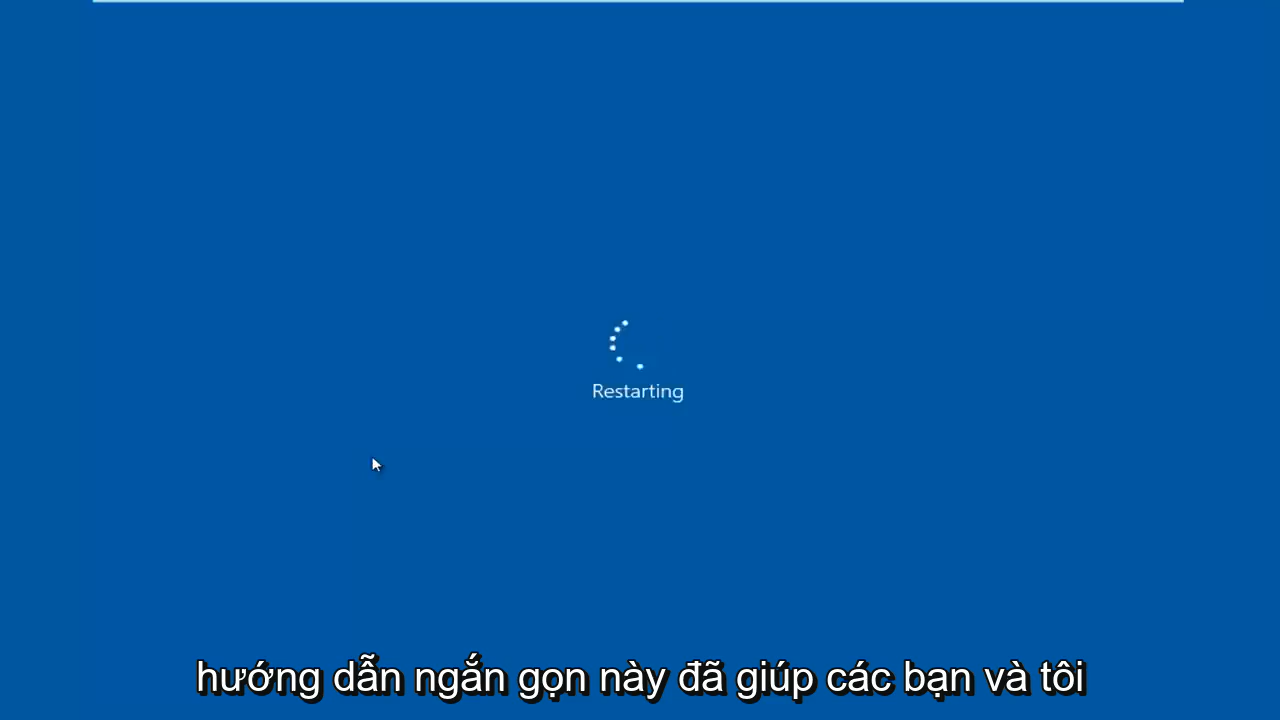 Restarting
hướng dẫn ngắn gọn này đã giúp các bạn và tôi